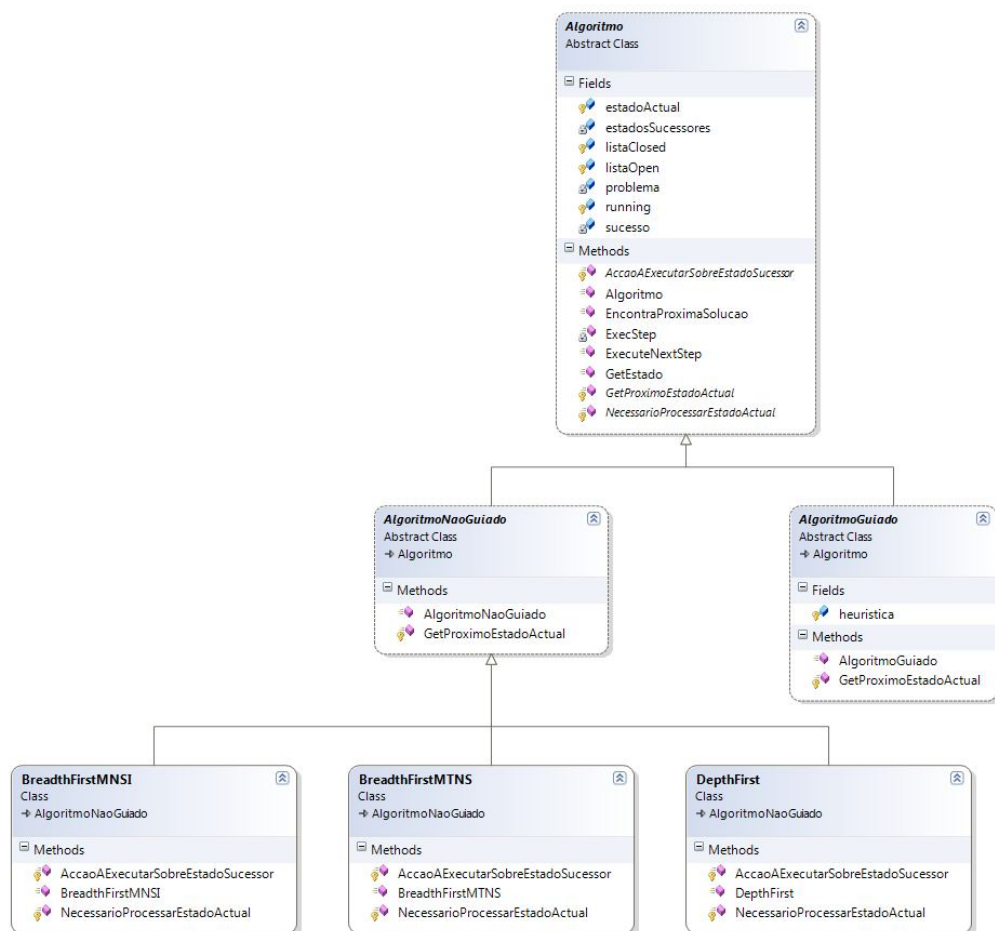 Algoritmo
Abstract Class
Fields
estadoActual
estadosSucessores
listaClosed
listaOpen
problema
running
sucesso
Methods
AccaoAExecutarSobreEstadoSucessor
Algoritmo
EncontraProximaSolucao
ExecStep
ExecuteNextStep
GetEstado
GetProximoEstadoActual
NecessarioProcessarEstadoActual
AlgoritmoNaoGuiado
Abstract Class
Algoritmo
Methods
AlgoritmoNaoGuiado
GetProximoEstadoActual
AlgoritmoGuiado
Abstract Class
Algoritmo
Fields
heuristica
Methods
AlgoritmoGuiado
GetProximoEstadoActual
BreadthFirstMNSI
Class
AlgoritmoNaoGuiado
Methods
AccaoAExecutarSobreEstadoSucessor
BreadthFirstMNSI
NecessarioProcessarEstadoActual
BreadthFirstMTNS
Class
AlgoritmoNaoGuiado
Methods
AccaoAExecutarSobreEstadoSucessor
BreadthFirstMTNS
NecessarioProcessarEstadoActual
DepthFirst
Class
AlgoritmoNaoGuiado
Methods
AccaoAExecutarSobreEstadoSucessor
DepthFirst
NecessarioProcessarEstadoActual